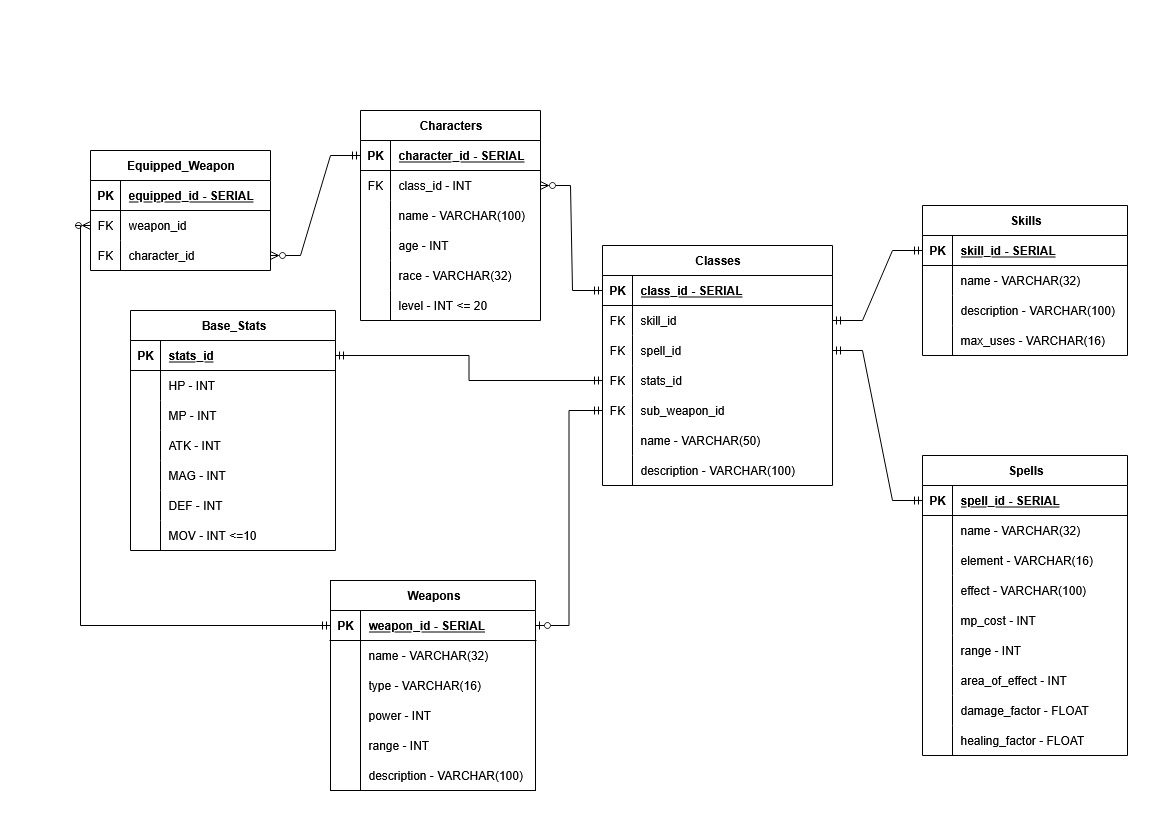 Characters
PK character_id - SERIAL
FK class_id - INT
name - VARCHAR(100)
age - INT
race - VARCHAR(32)
level - INT <= 20
Equipped_Weapon
PK equipped_id - SERIAL
FK weapon_id
FK character_id
Base_Stats
PK stats_id
HP - INT
MP - INT
ATK - INT
MAG - INT
DEF - INT
MOV - INT <=10
Classes
PK class_id - SERIAL
FK skill_id
FK spell_id
FK stats_id
FK sub_weapon_id
name - VARCHAR(50)
description - VARCHAR(100)
Skills
PK skill_id - SERIAL
name - VARCHAR(32)
description - VARCHAR(100)
max_uses - VARCHAR(16)
Spells
PK spell_id - SERIAL
name - VARCHAR(32)
element - VARCHAR(16)
effect - VARCHAR(100)
mp_cost - INT
range - INT
area_of_effect - INT
damage_factor - FLOAT
healing_factor - FLOAT
Weapons
PK weapon_id - SERIAL
name - VARCHAR(32)
type - VARCHAR(16)
power - INT
range - INT
description - VARCHAR(100)